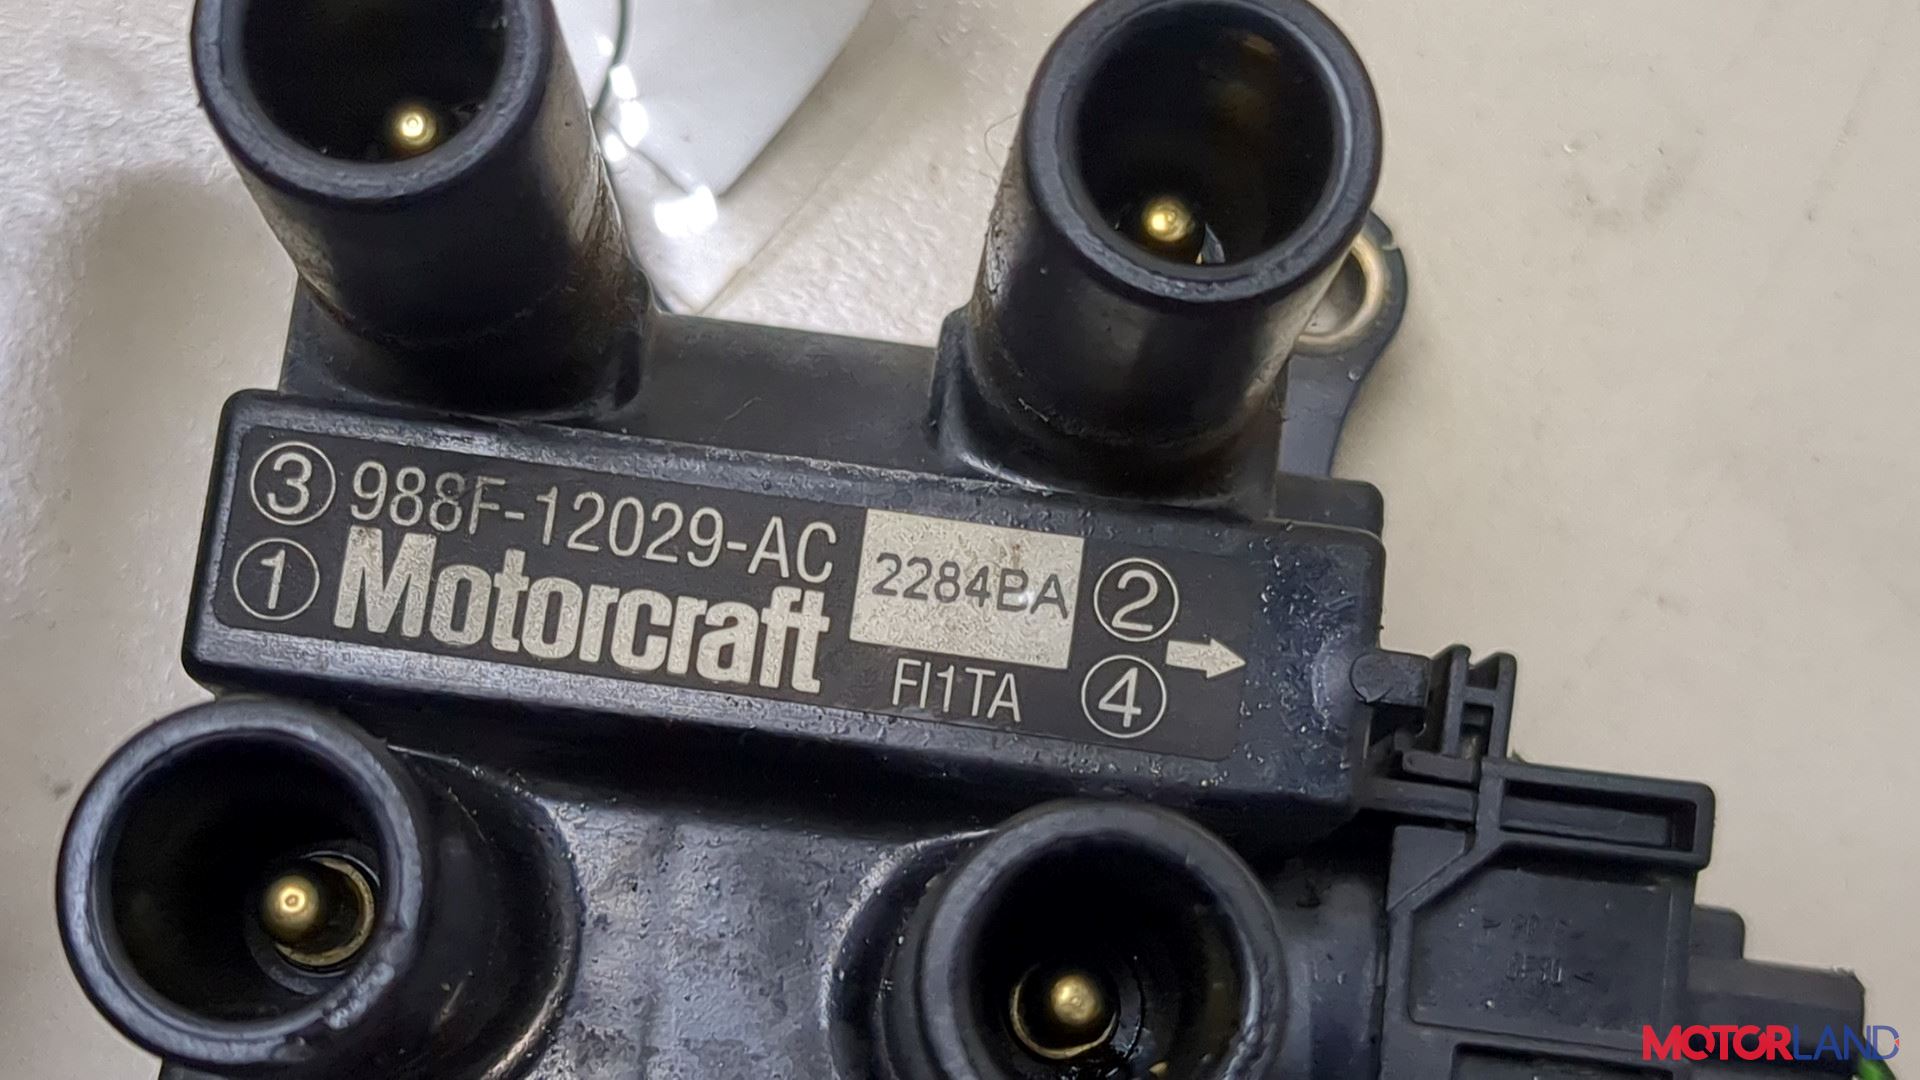 ③ 988F-12029-AC
① Motorcraft
2284BA
FI1TA
②
④
MOTORLAND